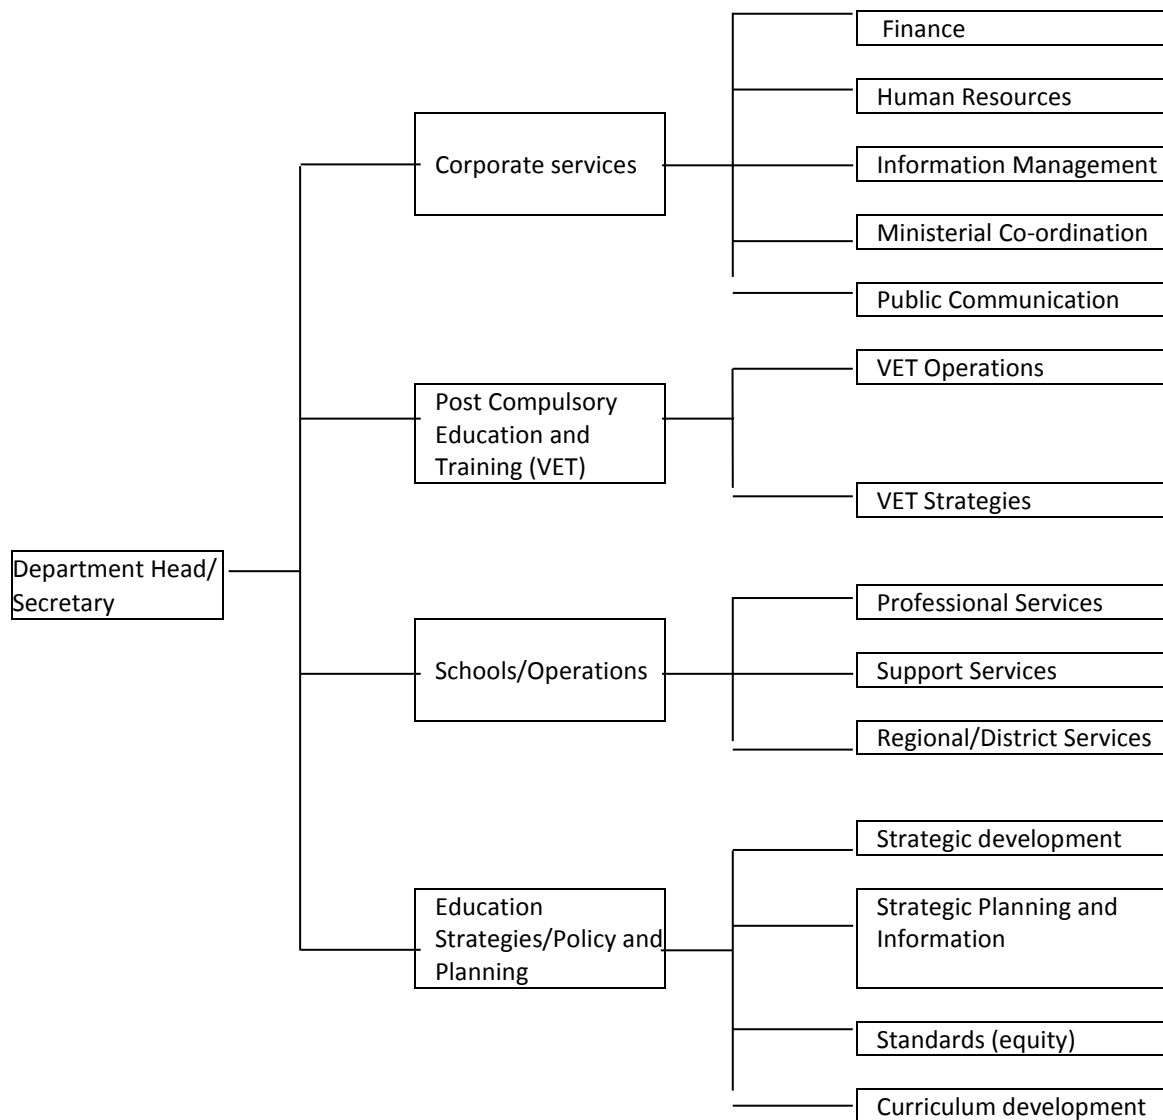 Finance
Human Resources
Corporate services
Information Management
Ministerial Co-ordination
Public Communication
Post Compulsory
Education and
Training (VET)
VET Operations
VET Strategies
Department Head/
Secretary
Professional Services
Schools/Operations
Support Services
Regional/District Services
Strategic development
Education
Strategies/Policy and
Planning
Strategic Planning and
Information
Standards (equity)
Curriculum development